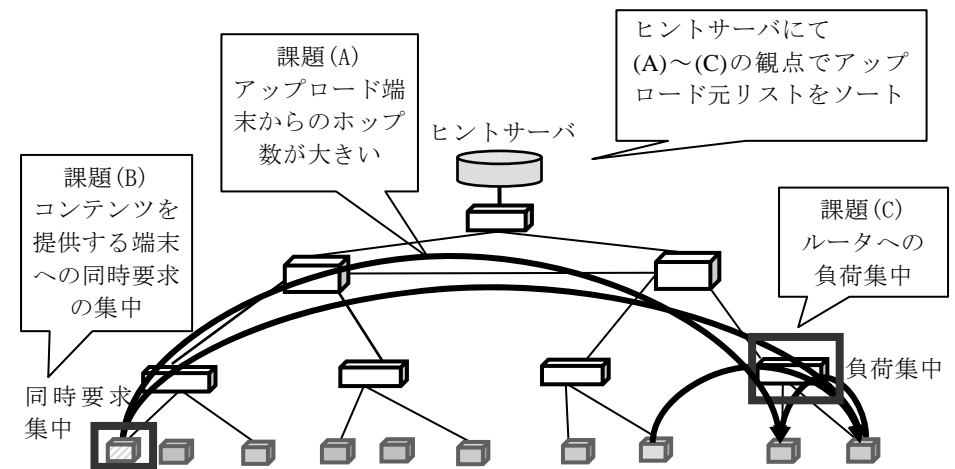 課題(A)
アップロード端
末からのホップ
数が大きい
ヒントサーバにて
(A)~(C)の観点でアップ
ロード元リストをソート
ヒントサーバ
課題(B)
コンテンツを
提供する端末
への同時要求
の集中
課題(C)
ルータへの
負荷集中
負荷集中
同時要求
集中